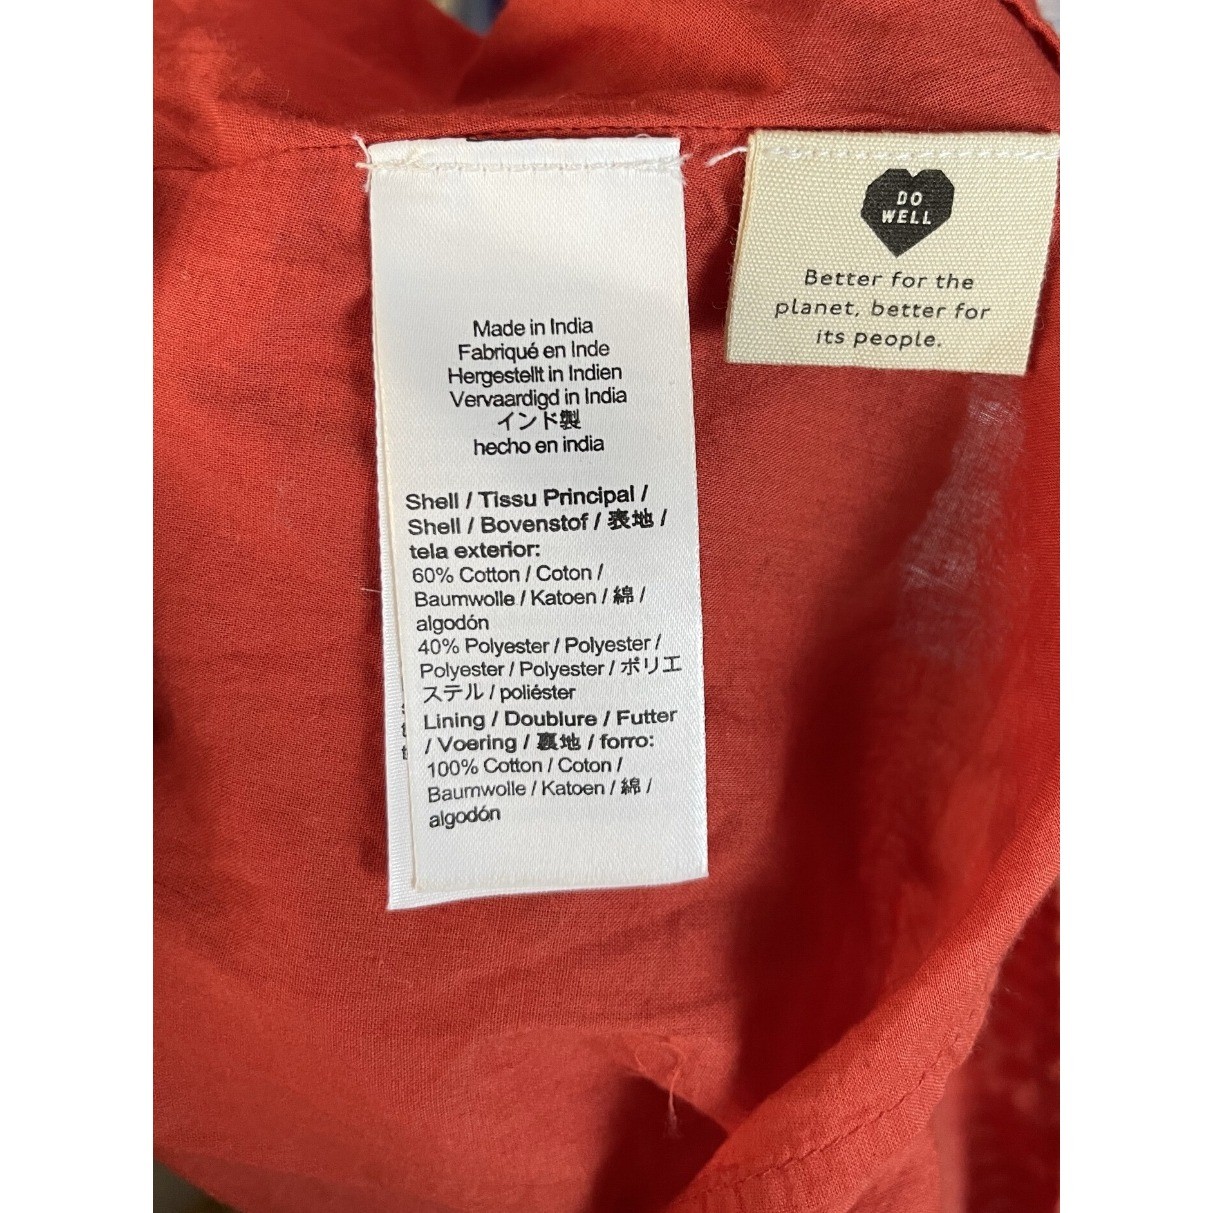 Made in India
Fabriqué en Inde
Hergestellt in Indien
Vervaardigd in India
インド製
hecho en india
Shell / Tissu Principal /
Shell / Bovenstof / 表地 /
tela exterior:
60% Cotton / Coton /
Baumwolle / Katoen / 綿 /
algodón
40% Polyester / Polyester /
Polyester / Polyester / ポリエ
ステル / poliéster
Lining / Doublure / Futter
/ Voering / 裏地 / forro:
100% Cotton / Coton /
Baumwolle / Katoen / 綿 /
algodón
DO
WELL
Better for the
planet, better for
its people.